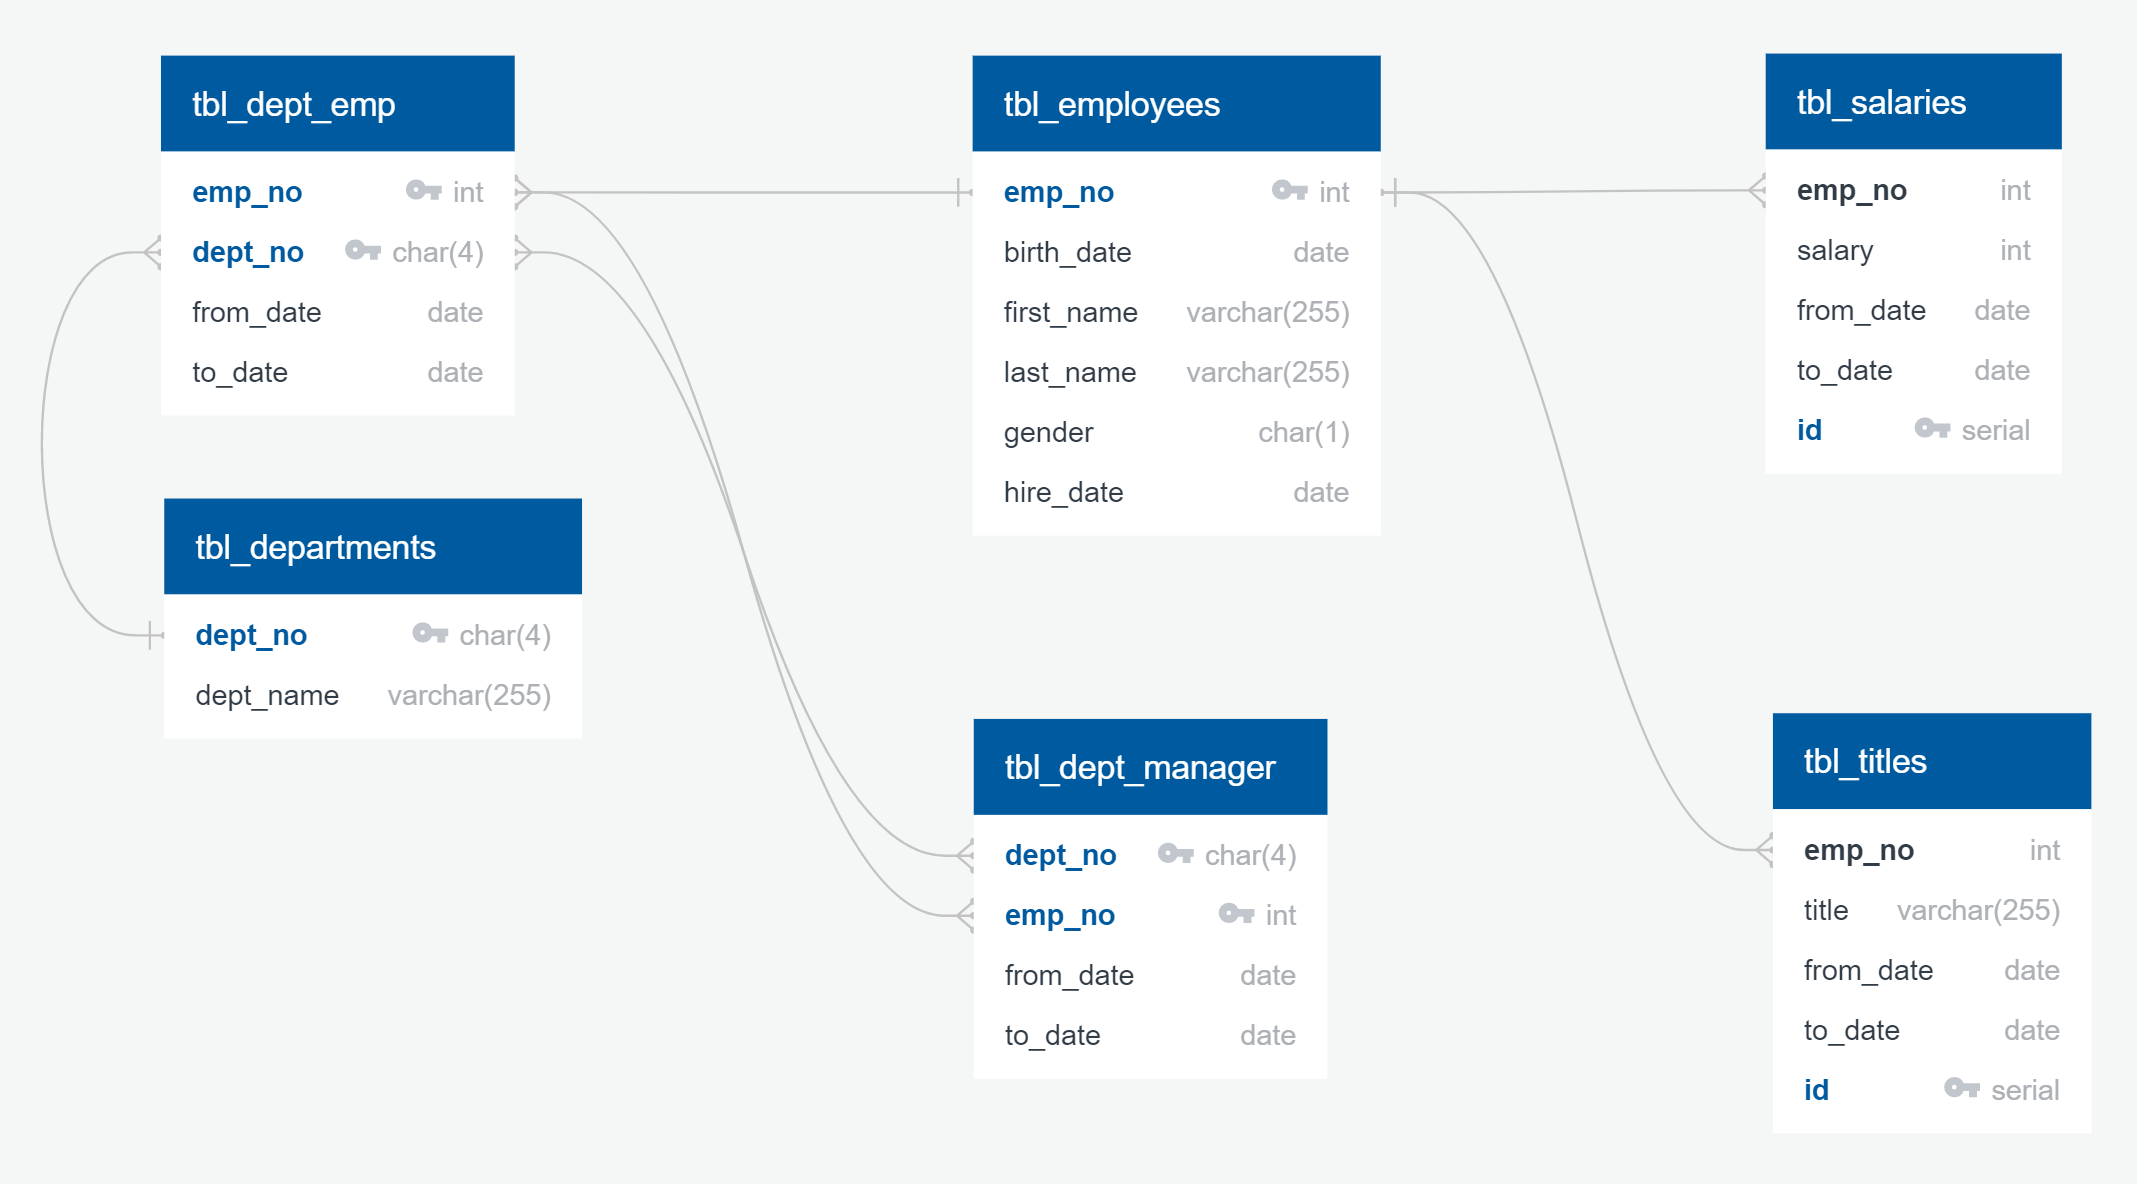 tbl_dept_emp
emp_no int
dept_no char(4)
from_date date
to_date date
tbl_departments
dept_no char(4)
dept_name varchar(255)
tbl_employees
emp_no int
birth_date date
first_name varchar(255)
last_name varchar(255)
gender char(1)
hire_date date
tbl_dept_manager
dept_no char(4)
emp_no int
from_date date
to_date date
tbl_salaries
emp_no int
salary int
from_date date
to_date date
id serial
tbl_titles
emp_no int
title varchar(255)
from_date date
to_date date
id serial